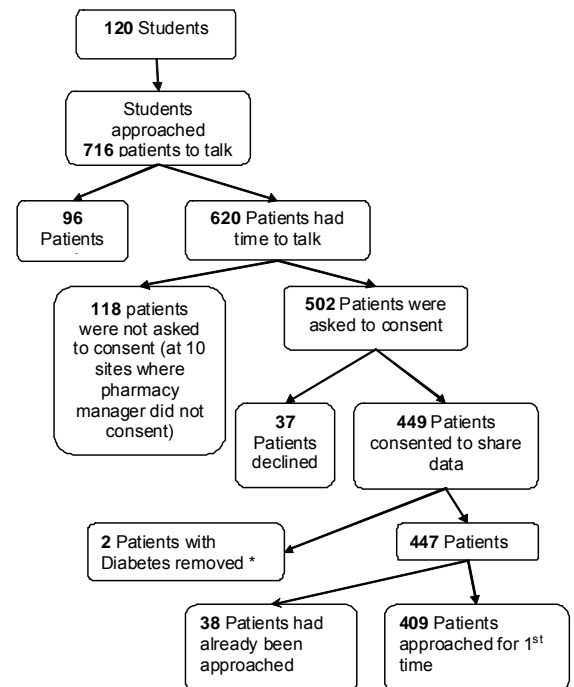 120 Students
Students
approached
716 patients to talk
96
Patients
620 Patients had
time to talk
118 patients
were not asked
to consent (at 10
sites where
pharmacy
manager did not
consent)
502 Patients were
asked to consent
37
Patients
declined
449 Patients
consented to share
data
2 Patients with
Diabetes removed *
447 Patients
38 Patients had
already been
approached
409 Patients
approached for 1st
time